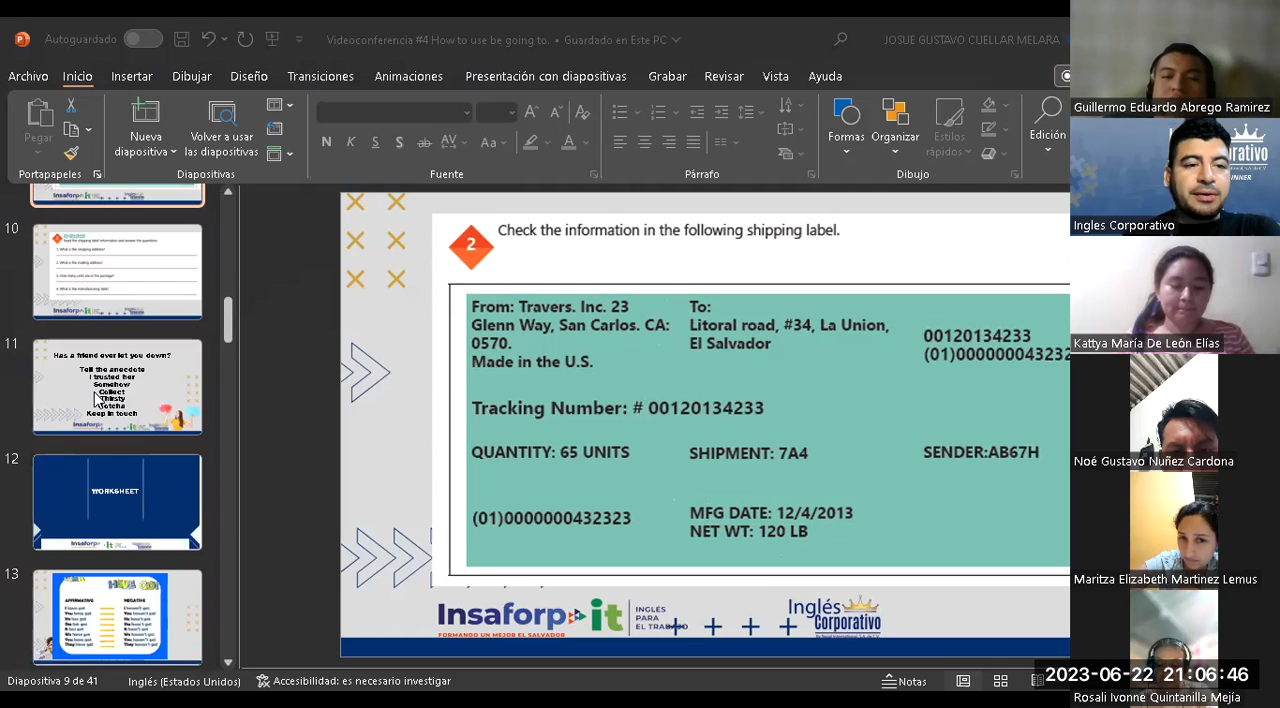 Autoguardado
Videoconferencia #4 How to use be going to. • Guardado en Este PC
JOSUE GUSTAVO CUELLAR MELARA
Archivo Inicio Insertar Dibujar Diseño Transiciones Animaciones Presentación con diapositivas Grabar Revisar Vista Ayuda
Pegar
Nueva
diapositiva
Volver a usar
las diapositivas
Formas
Organizar
Estilos
rápidos
Edición
Portapapeles
Diapositivas
Fuente
Párrafo
Dibujo
10
11
Has a friend ever let you down?
Tell the anecdote
I trusted her
Somehow
Collect
Thirsty
Gotcha
Keep in touch
12
WORKSHEET
13
HAVE GOT
AFFIRMATIVE
NEGATIVE
2
Check the information in the following shipping label.
From: Travers. Inc. 23
Glenn Way, San Carlos. CA:
0570.
Made in the U.S.
To:
Litoral road, #34, La Union,
El Salvador
00120134233
(01)000000043232
Tracking Number: # 00120134233
QUANTITY: 65 UNITS
SHIPMENT: 7A4
SENDER:AB67H
(01)0000000432323
MFG DATE: 12/4/2013
NET WT: 120 LB
Insaforp it
FORMANDO UN MEJOR EL SALVADOR
INGLÉS
PARA
EL TRABAJO
Inglés
Corporativo
Diapositiva 9 de 41
Inglés (Estados Unidos)
Accesibilidad: es necesario investigar
Notas
Guillermo Eduardo Abrego Ramirez
Ingles Corporativo
Kattya María De León Elías
Noé Gustavo Nuñez Cardona
Maritza Elizabeth Martinez Lemus
2023-06-22 21:06:46
Rosali Ivonne Quintanilla Mejía